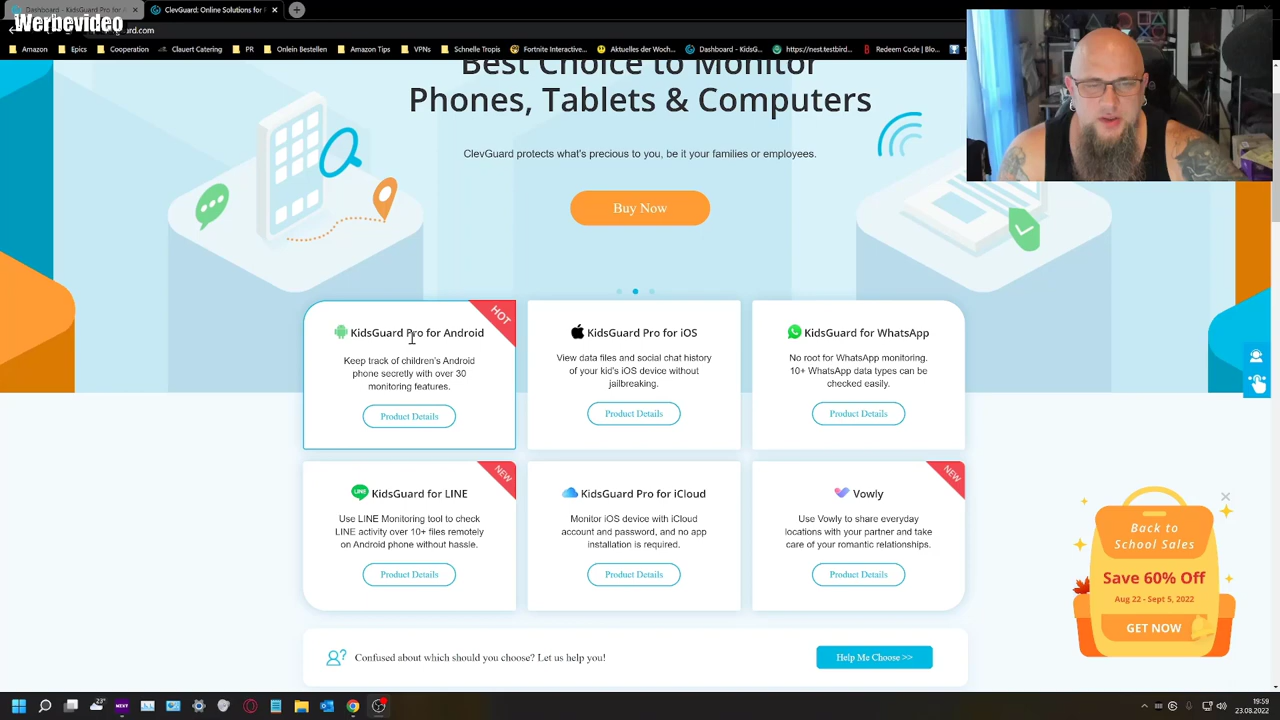 Dashboard - KidsGuard Pro for A
ClevGuard: Online Solutions for
Werbevideo
Amazon
Epics
Cooperation
Clauert Catering
PR
Onlein Bestellen
Amazon Tips
VPNs
Schnelle Tropis
Fortnite Interactive...
Aktuelles der Woch...
Dashboard - KidsG...
https://nest.testbird...
Redeem Code | Blo...
Best Choice to Monitor
Phones, Tablets & Computers
ClevGuard protects what's precious to you, be it your families or employees.
Buy Now
HOT
KidsGuard Pro for Android
Keep track of children's Android
phone secretly with over 30
monitoring features.
Product Details
KidsGuard Pro for iOS
View data files and social chat history
of your kid's iOS device without
jailbreaking.
Product Details
KidsGuard for WhatsApp
No root for WhatsApp monitoring.
10+ WhatsApp data types can be
checked easily.
Product Details
NEW
KidsGuard for LINE
Use LINE Monitoring tool to check
LINE activity over 10+ files remotely
on Android phone without hassle.
Product Details
KidsGuard Pro for iCloud
Monitor iOS device with iCloud
account and password, and no app
installation is required.
Product Details
NEW
Vowly
Use Vowly to share everyday
locations with your partner and take
care of your romantic relationships.
Product Details
Back to
School Sales
Save 60% Off
Aug 22 - Sept 5, 2022
GET NOW
Confused about which should you choose? Let us help you!
Help Me Choose >>
23°
19:59
23.08.2022